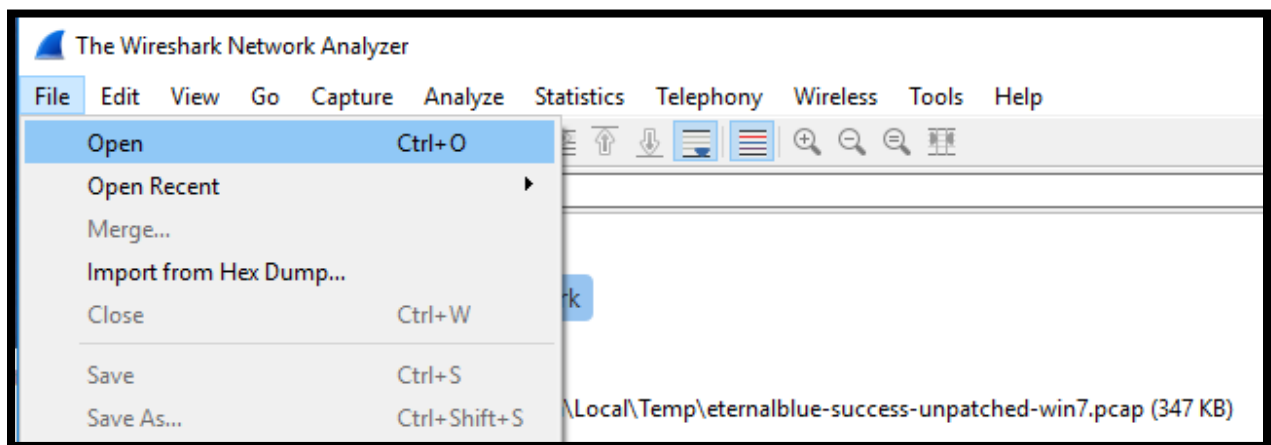 The Wireshark Network Analyzer
File Edit View Go Capture Analyze Statistics Telephony Wireless Tools Help
Open Ctrl+O
Open Recent
Merge...
Import from Hex Dump...
Close Ctrl+W
Save Ctrl+S
Save As... Ctrl+Shift+S
rk
\Local\Temp\eternalblue-success-unpatched-win7.pcap (347 KB)